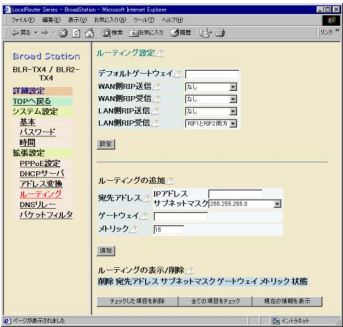 LocalRouter Series - BroadStation - Microsoft Internet Explorer
ファイル(F) 編集(E) 表示(V) お気に入り(A) ツール(T) ヘルプ(H)
戻る 検索 お気に入り 履歴 リンク
Broad Station
BLR-TX4 / BLR2-TX4
詳細設定
TOPへ戻る
システム設定
基本
パスワード
時間
拡張設定
PPPoE設定
DHCPサーバ
アドレス変換
ルーティング
DNSリレー
パケットフィルタ
ルーティング設定
デフォルトゲートウェイ
WAN側RIP送信 なし
WAN側RIP受信 なし
LAN側RIP送信 なし
LAN側RIP受信 RIP1とRIP2両方
設定
ルーティングの追加
宛先アドレス IPアドレス
サブネットマスク 255.255.255.0
ゲートウェイ
メトリック 15
追加
ルーティングの表示/削除
削除 宛先アドレス サブネットマスク ゲートウェイ メトリック 状態
チェックした項目を削除 全ての項目をチェック 現在の情報を表示
ページが表示されました イントラネット